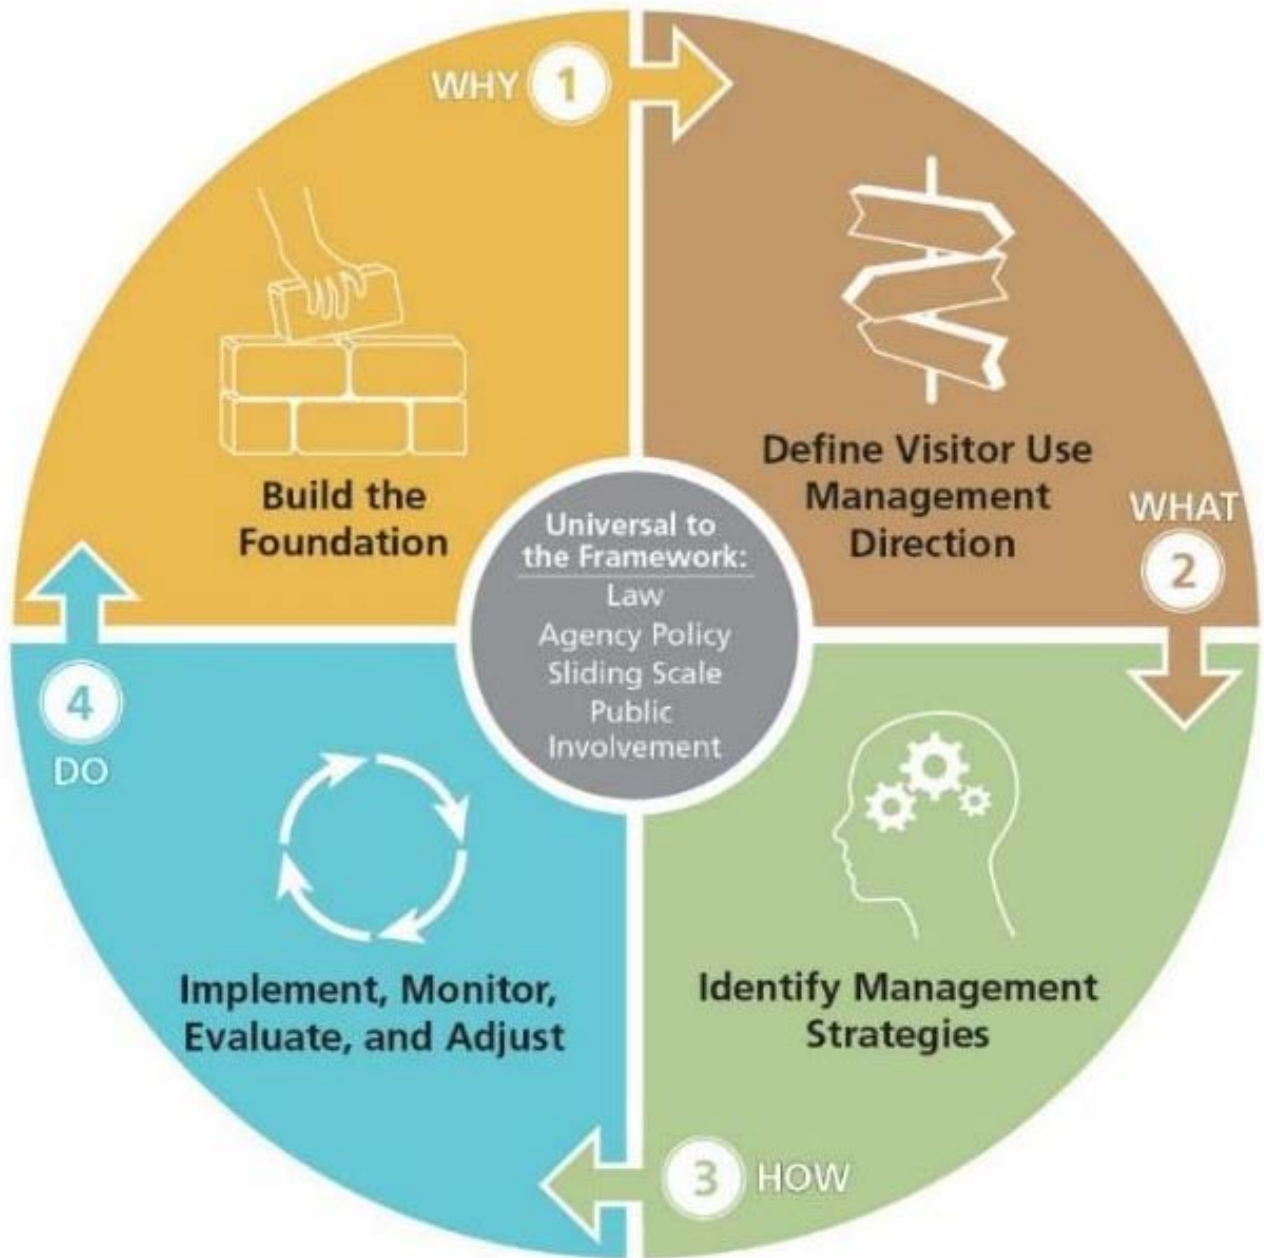 WHY 1
Build the
Foundation
Define Visitor Use
Management
Direction
WHAT
2
Universal to
the Framework:
Law
Agency Policy
Sliding Scale
Public
Involvement
Identify Management
Strategies
3 HOW
4
DO
Implement, Monitor,
Evaluate, and Adjust